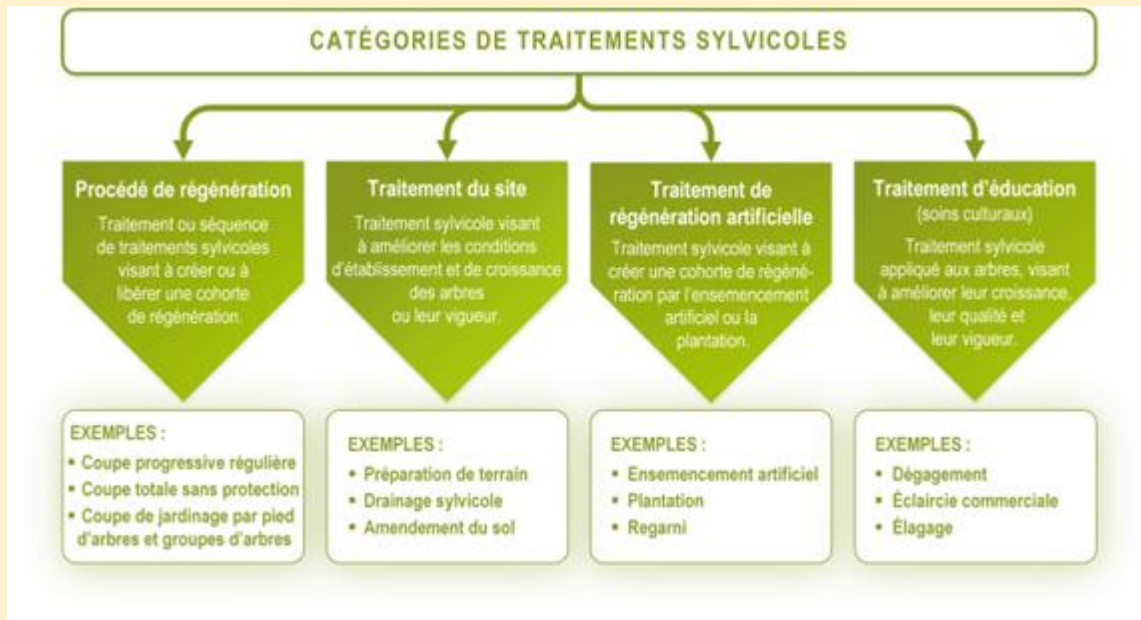 CATÉGORIES DE TRAITEMENTS SYLVICOLES
Procédé de régénération
Traitement ou séquence
de traitements sylvicoles
visant à créer ou à
libérer une cohorte
de régénération.
EXEMPLES :
▪ Coupe progressive régulière
▪ Coupe totale sans protection
▪ Coupe de jardinage par pied
d'arbres et groupes d'arbres
Traitement du site
Traitement sylvicole visant
à améliorer les conditions
d'établissement et de croissance
des arbres
ou leur vigueur.
EXEMPLES :
▪ Préparation de terrain
▪ Drainage sylvicole
▪ Amendement du sol
Traitement de
régénération artificielle
Traitement sylvicole visant à
créer une cohorte de régéné-
ration par l'ensemencement
artificiel ou la
plantation.
EXEMPLES :
▪ Ensemencement artificiel
▪ Plantation
▪ Regarni
Traitement d'éducation
(soins culturaux)
Traitement sylvicole
appliqué aux arbres, visant
à améliorer leur croissance,
leur qualité et
leur vigueur.
EXEMPLES :
▪ Dégagement
▪ Éclaircie commerciale
▪ Élagage